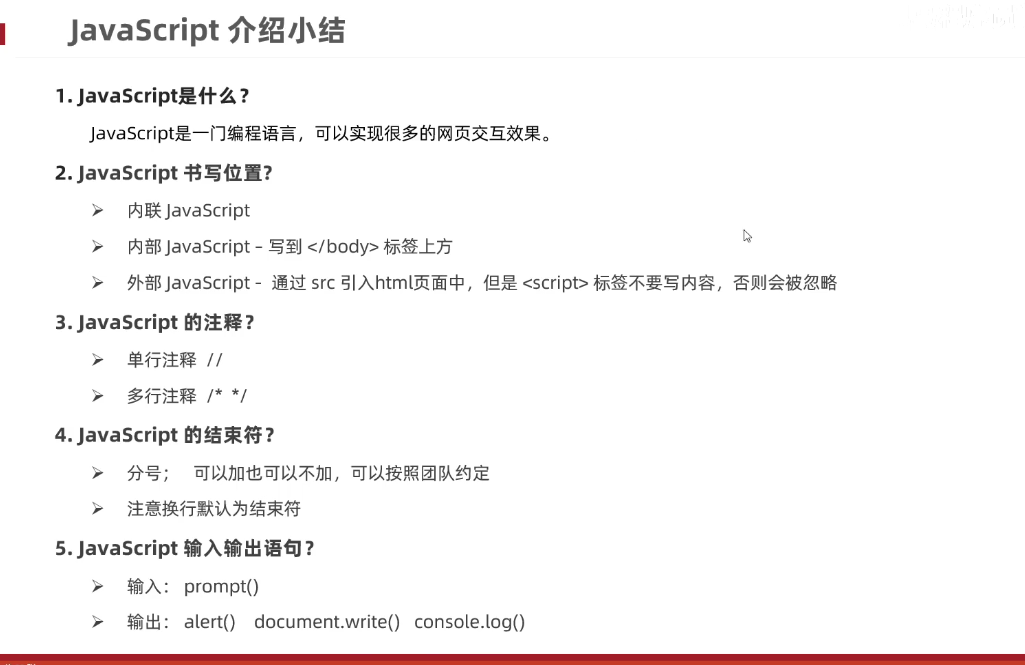 JavaScript 介绍小结
1. JavaScript是什么?
JavaScript是一门编程语言，可以实现很多的网页交互效果。
2. JavaScript 书写位置?
➢ 内联 JavaScript
➢ 内部 JavaScript – 写到 </body> 标签上方
➢ 外部 JavaScript - 通过 src 引入html页面中，但是 <script> 标签不要写内容，否则会被忽略
3. JavaScript 的注释?
➢ 单行注释 //
➢ 多行注释 /* */
4. JavaScript 的结束符?
➢ 分号； 可以加也可以不加，可以按照团队约定
➢ 注意换行默认为结束符
5. JavaScript 输入输出语句?
➢ 输入： prompt()
➢ 输出： alert() document.write() console.log()